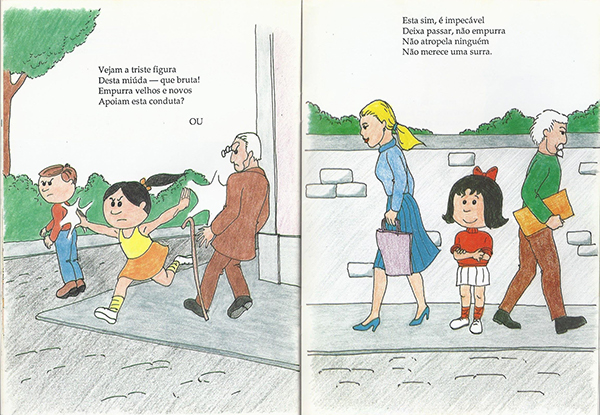 Vejam a triste figura
Desta miúda — que bruta!
Empurra velhos e novos
Apoiam esta conduta?
OU
Esta sim, é impecável
Deixa passar, não empurra
Não atropela ninguém
Não merece uma surra.